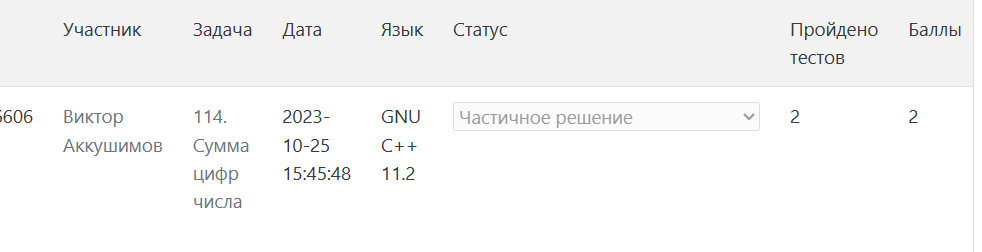 Участник Задача Дата Язык Статус Пройдено Баллы
тестов
6606 Виктор 114. 2023- GNU Частичное решение 2 2
Аккушимов Сумма 10-25 C++
цифр 15:45:48 11.2
числа